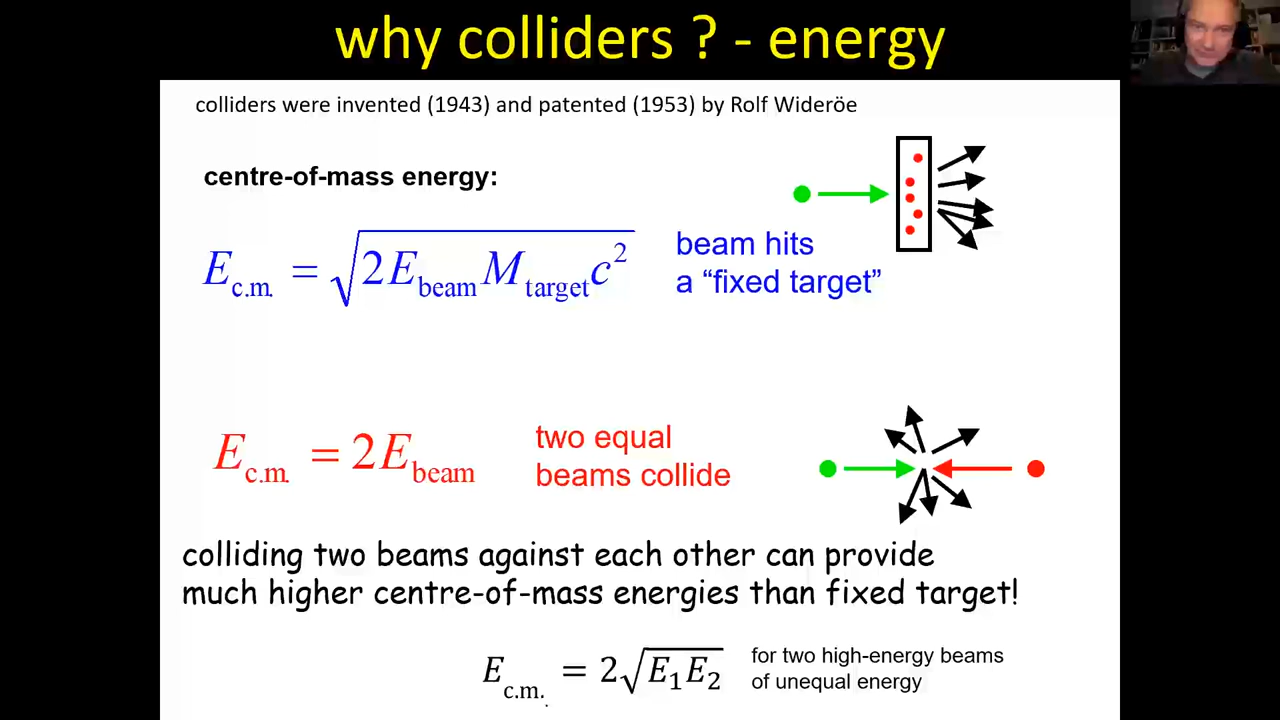 why colliders ? - energy
colliders were invented (1943) and patented (1953) by Rolf Wideröe
centre-of-mass energy:
E_c.m. = √(2E_beam M_target c²)
beam hits
a “fixed target”
E_c.m. = 2E_beam
two equal
beams collide
colliding two beams against each other can provide
much higher centre-of-mass energies than fixed target!
E_c.m. = 2√(E₁E₂)
for two high-energy beams
of unequal energy